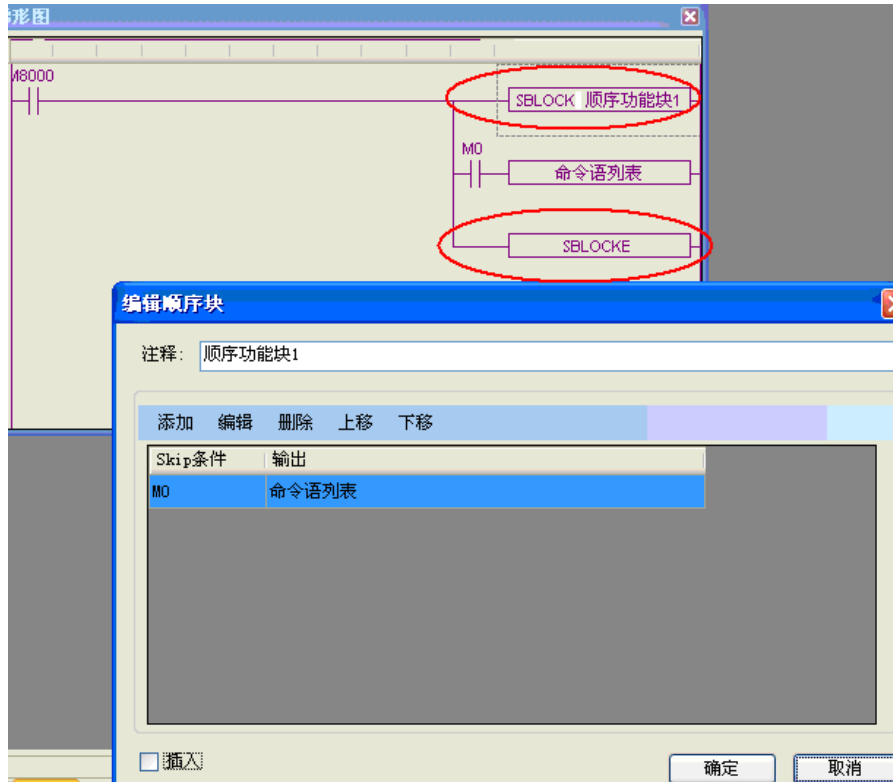 形图
M8000
SBLOCK 顺序功能块1
M0
命令语列表
SBLOCKE
编辑顺序块
注释: 顺序功能块1
添加 编辑 册除 上移 下移
Skip条件 输出
M0 命令语列表
插入
确定 取消